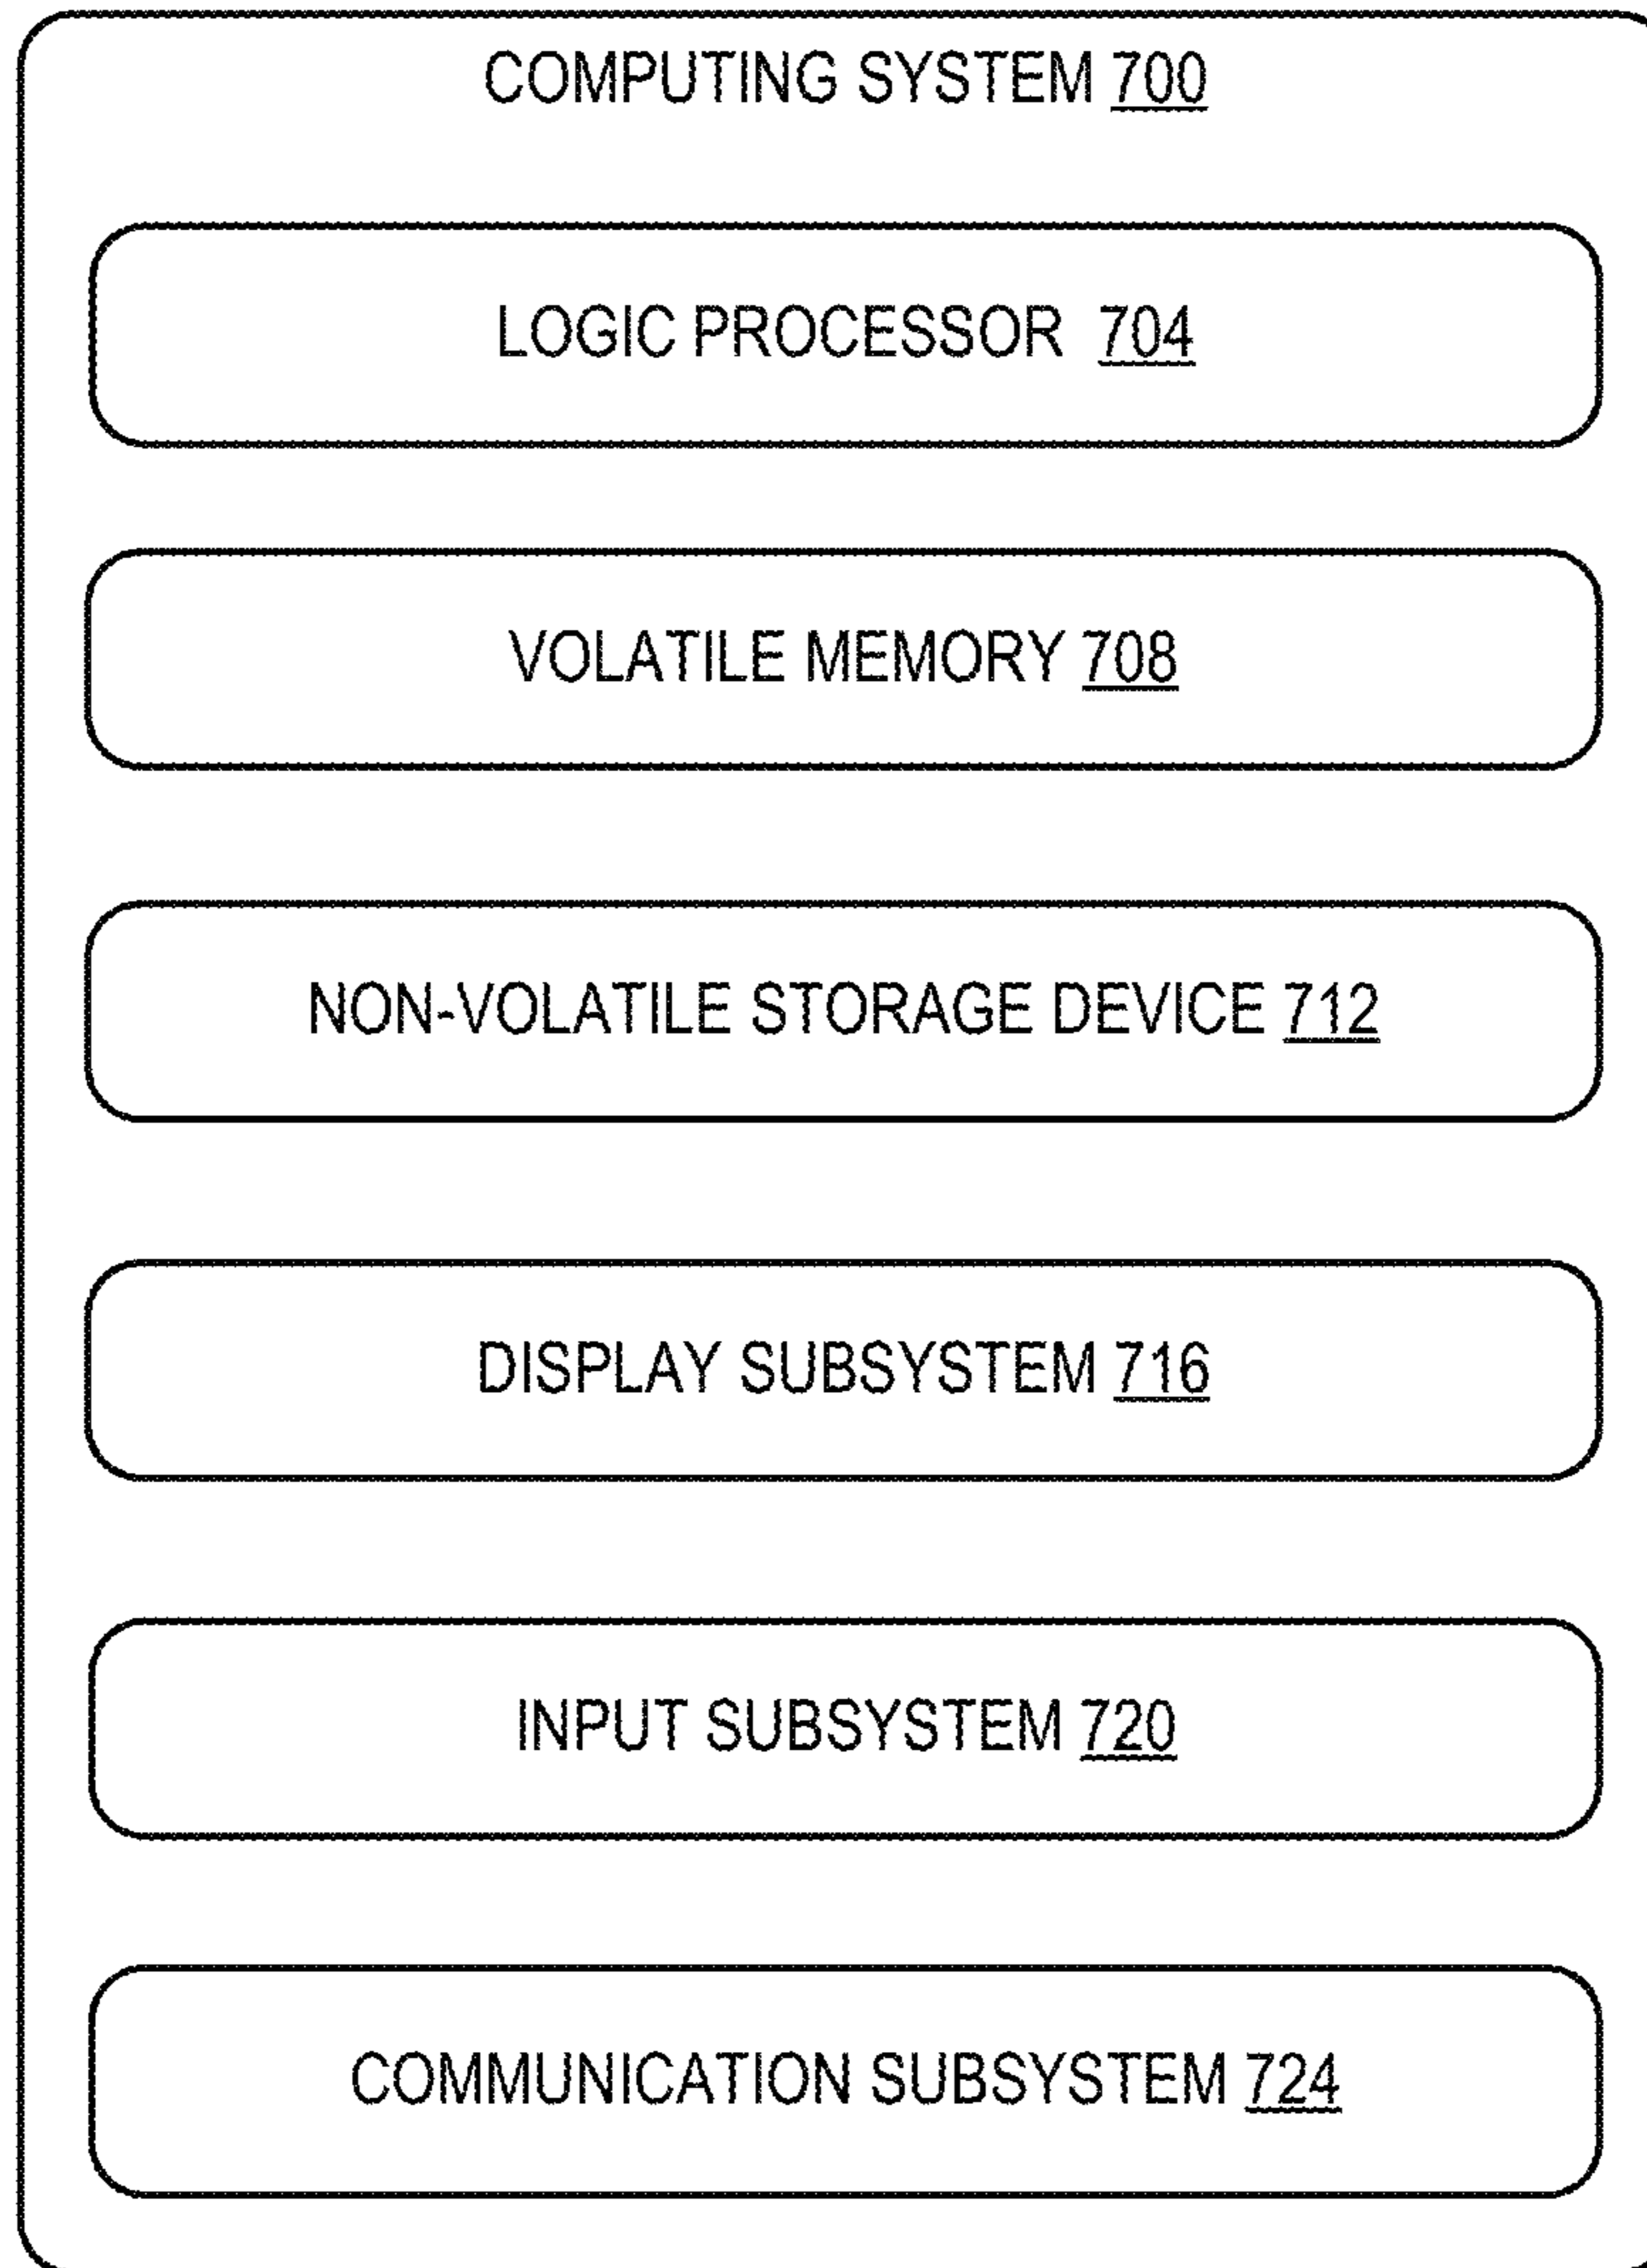 COMPUTING SYSTEM 700
LOGIC PROCESSOR 704
VOLATILE MEMORY 708
NON-VOLATILE STORAGE DEVICE 712
DISPLAY SUBSYSTEM 716
INPUT SUBSYSTEM 720
COMMUNICATION SUBSYSTEM 724